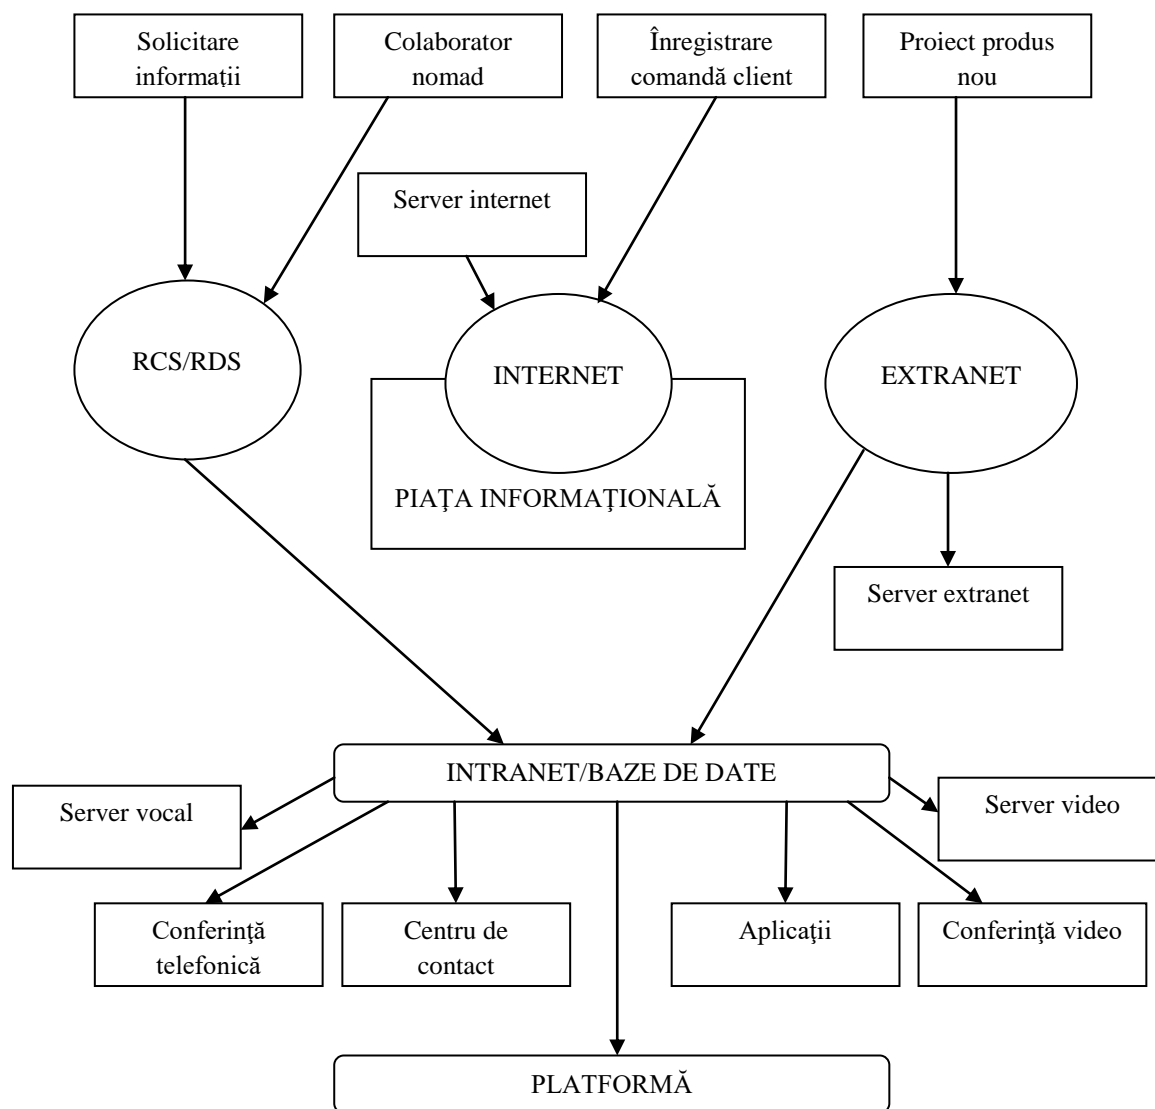 Solicitare
informații
Colaborator
nomad
Înregistrare
comandă client
Proiect produs
nou
Server internet
RCS/RDS
INTERNET
EXTRANET
PIAŢA INFORMAŢIONALĂ
Server extranet
INTRANET/BAZE DE DATE
Server vocal
Server video
Conferinţă
telefonică
Centru de
contact
Aplicaţii
Conferinţă video
PLATFORMĂ